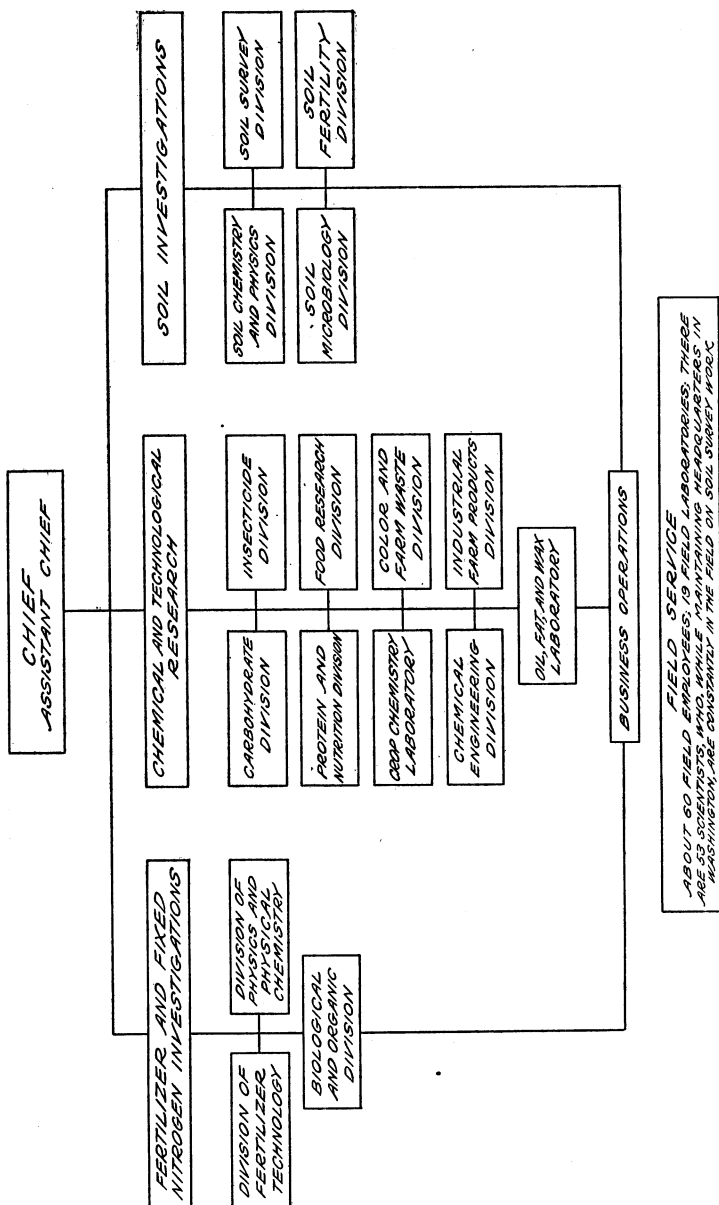 CHIEF
ASSISTANT CHIEF
FERTILIZER AND FIXED
NITROGEN INVESTIGATIONS
CHEMICAL AND TECHNOLOGICAL
RESEARCH
SOIL INVESTIGATIONS
DIVISION OF
FERTILIZER
TECHNOLOGY
DIVISION OF
PHYSICS AND
PHYSICAL
CHEMISTRY
BIOLOGICAL
AND ORGANIC
DIVISION
CARBOHYDRATE
DIVISION
INSECTICIDE
DIVISION
PROTEIN AND
NUTRITION DIVISION
FOOD RESEARCH
DIVISION
CROP CHEMISTRY
LABORATORY
COLOR AND
FARM WASTE
DIVISION
CHEMICAL
ENGINEERING
DIVISION
INDUSTRIAL
FARM PRODUCTS
DIVISION
OIL, FAT, AND WAX
LABORATORY
SOIL CHEMISTRY
AND PHYSICS
DIVISION
SOIL SURVEY
DIVISION
SOIL
MICROBIOLOGY
DIVISION
SOIL
FERTILITY
DIVISION
BUSINESS OPERATIONS
FIELD SERVICE
ABOUT 60 FIELD EMPLOYEES; 19 FIELD LABORATORIES; THERE
ARE 53 SCIENTISTS, WHO, WHILE MAINTAINING HEADQUARTERS IN
WASHINGTON, ARE CONSTANTLY IN THE FIELD ON SOIL SURVEY WORK